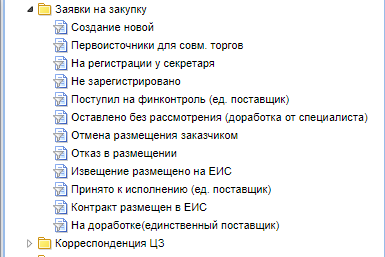 Заявки на закупку
Создание новой
Первоисточники для совм. торгов
На регистрации у секретаря
Не зарегистрировано
Поступил на финконтроль (ед. поставщик)
Оставлено без рассмотрения (доработка от специалиста)
Отмена размещения заказчиком
Отказ в размещении
Извещение размещено на ЕИС
Принято к исполнению (ед. поставщик)
Контракт размещен в ЕИС
На доработке(единственный поставщик)
Корреспонденция ЦЗ